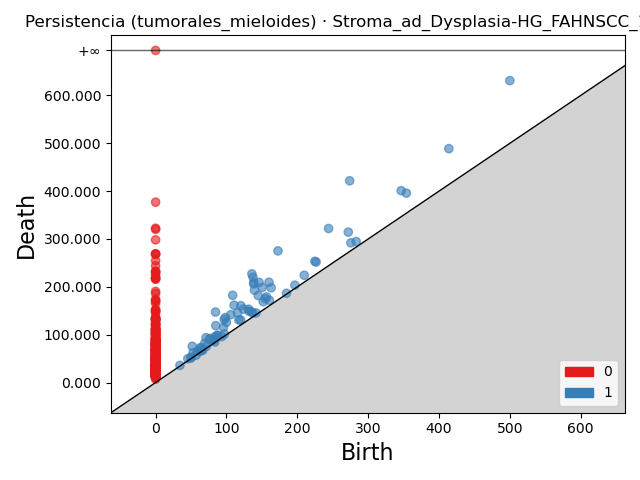 Persistencia (tumorales_mieloides) · Stroma_ad_Dysplasia-HG_FAHNSCC_
+∞
600.000
500.000
400.000
300.000
200.000
100.000
0.000
Death
0
1
0 100 200 300 400 500 600
Birth